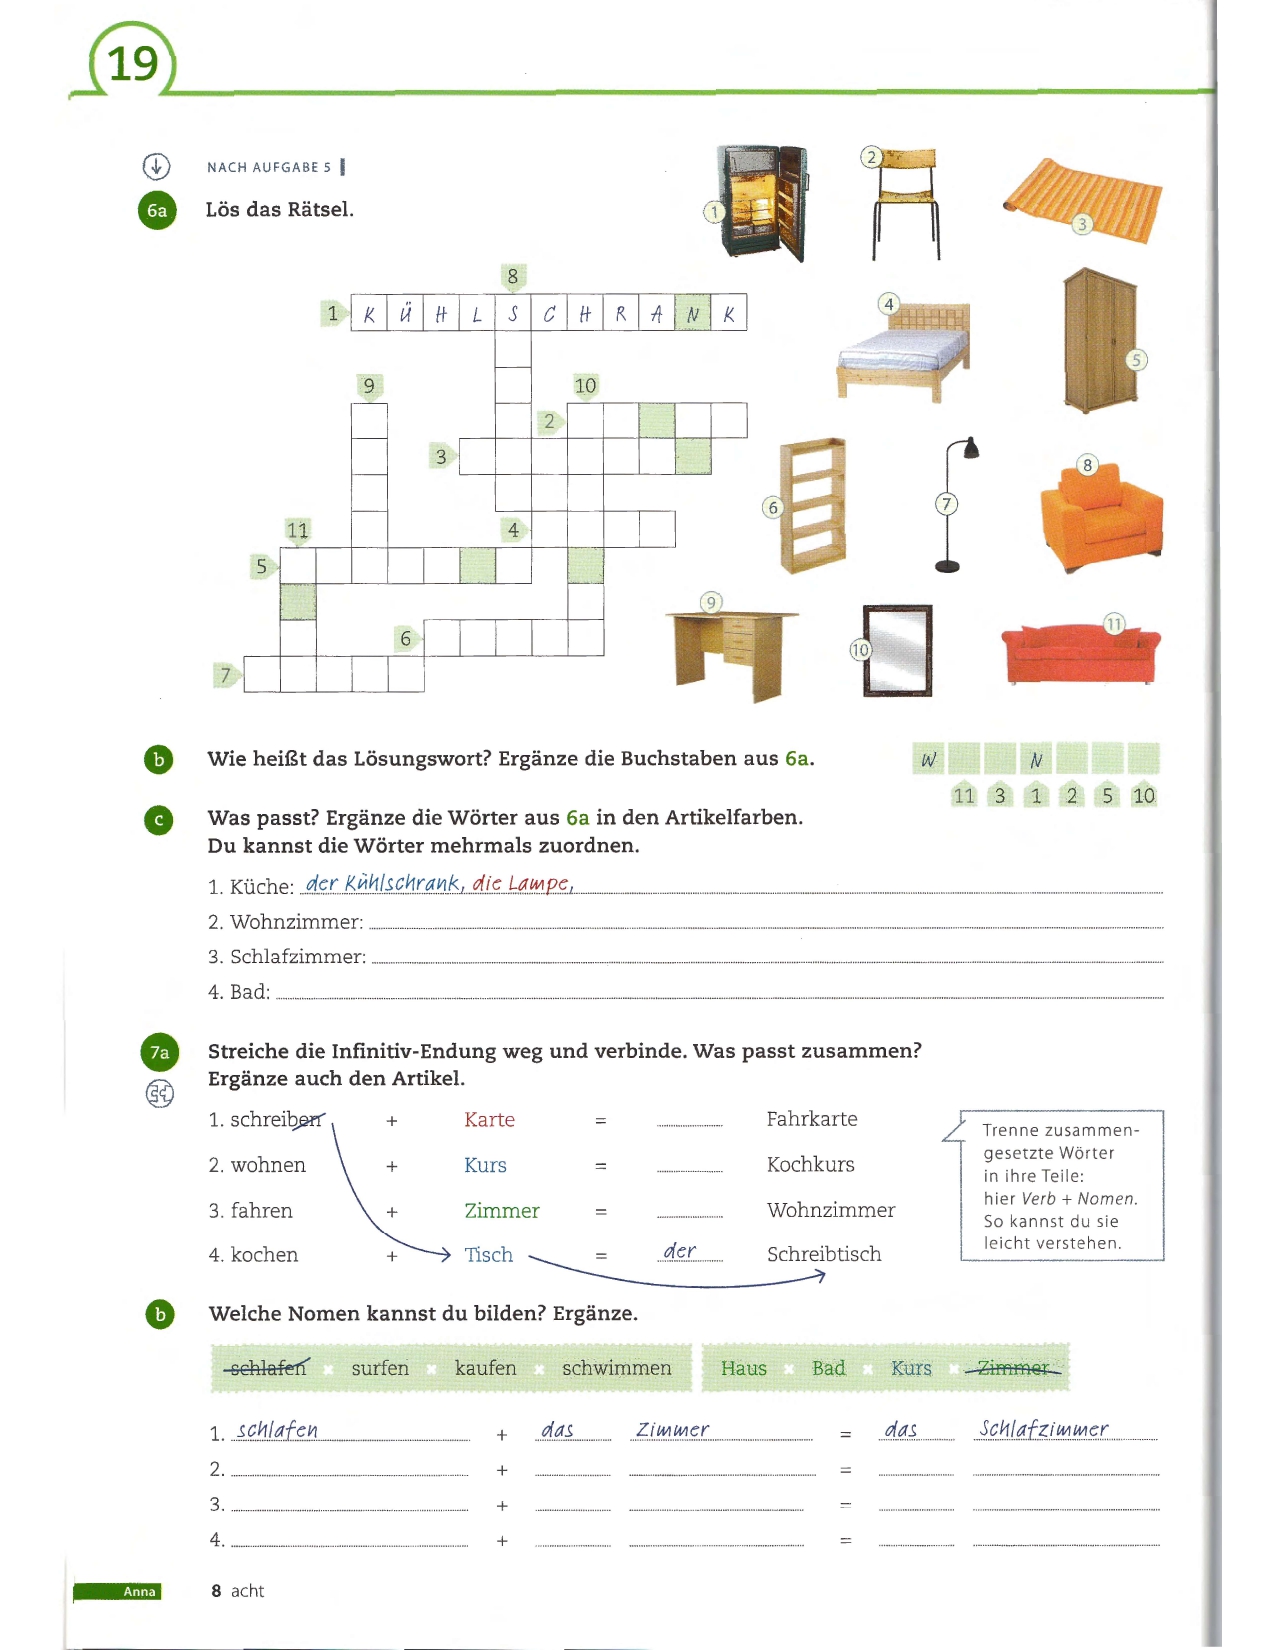 19
NACH AUFGABE 5
6a Lös das Rätsel.
1
2
3
8
1 K Ü H L S C H R A N K
4
5
9
10
2
3
6
7
8
11
4
5
9
10
11
6
7
b Wie heißt das Lösungswort? Ergänze die Buchstaben aus 6a.
W N
11 3 1 2 5 10
c Was passt? Ergänze die Wörter aus 6a in den Artikelfarben.
Du kannst die Wörter mehrmals zuordnen.
1. Küche: der Kühlschrank, die Lampe,
2. Wohnzimmer:
3. Schlafzimmer:
4. Bad:
7a Streiche die Infinitiv-Endung weg und verbinde. Was passt zusammen?
Ergänze auch den Artikel.
1. schreiben + Karte = Fahrkarte
2. wohnen + Kurs = Kochkurs
3. fahren + Zimmer = Wohnzimmer
4. kochen + Tisch = der Schreibtisch
Trenne zusammen-
gesetzte Wörter
in ihre Teile:
hier Verb + Nomen.
So kannst du sie
leicht verstehen.
b Welche Nomen kannst du bilden? Ergänze.
schlafen × surfen × kaufen × schwimmen Haus × Bad × Kurs × Zimmer
1. schlafen + das Zimmer = das Schlafzimmer
2. + =
3. + =
4. + =
Anna 8 acht